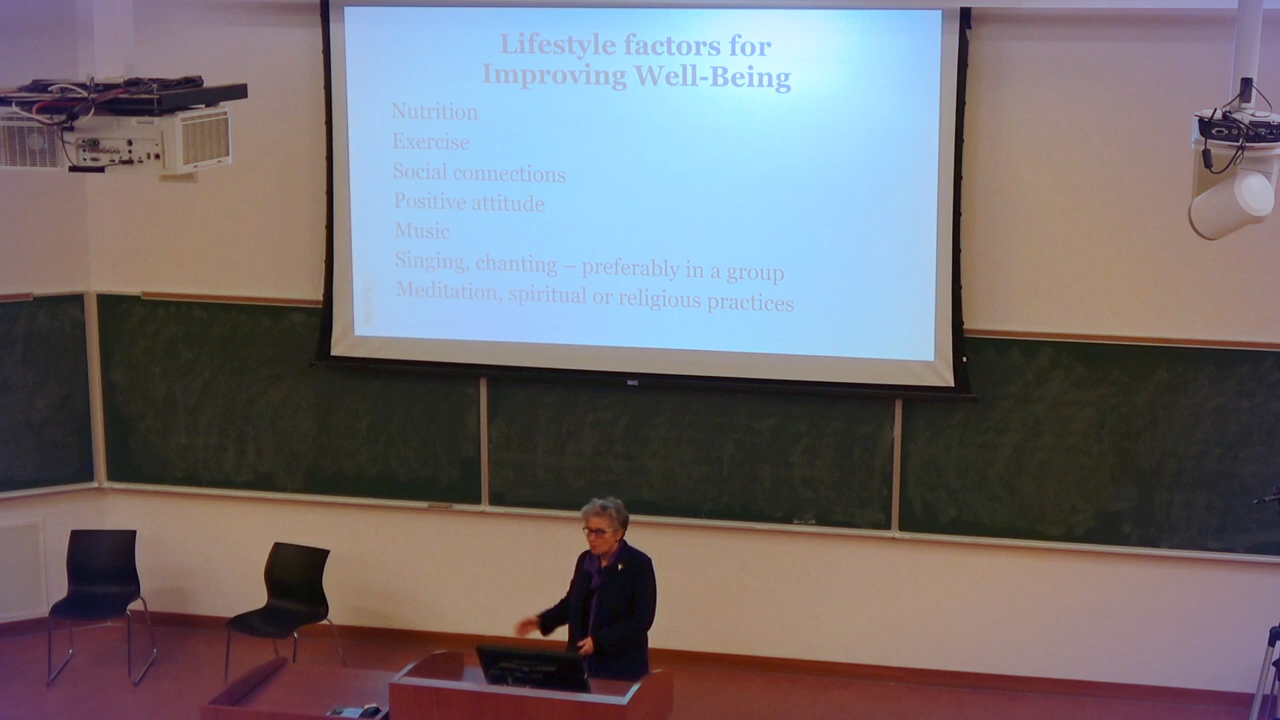 Lifestyle factors for
Improving Well-Being
Nutrition
Exercise
Social connections
Positive attitude
Music
Singing, chanting – preferably in a group
Meditation, spiritual or religious practices